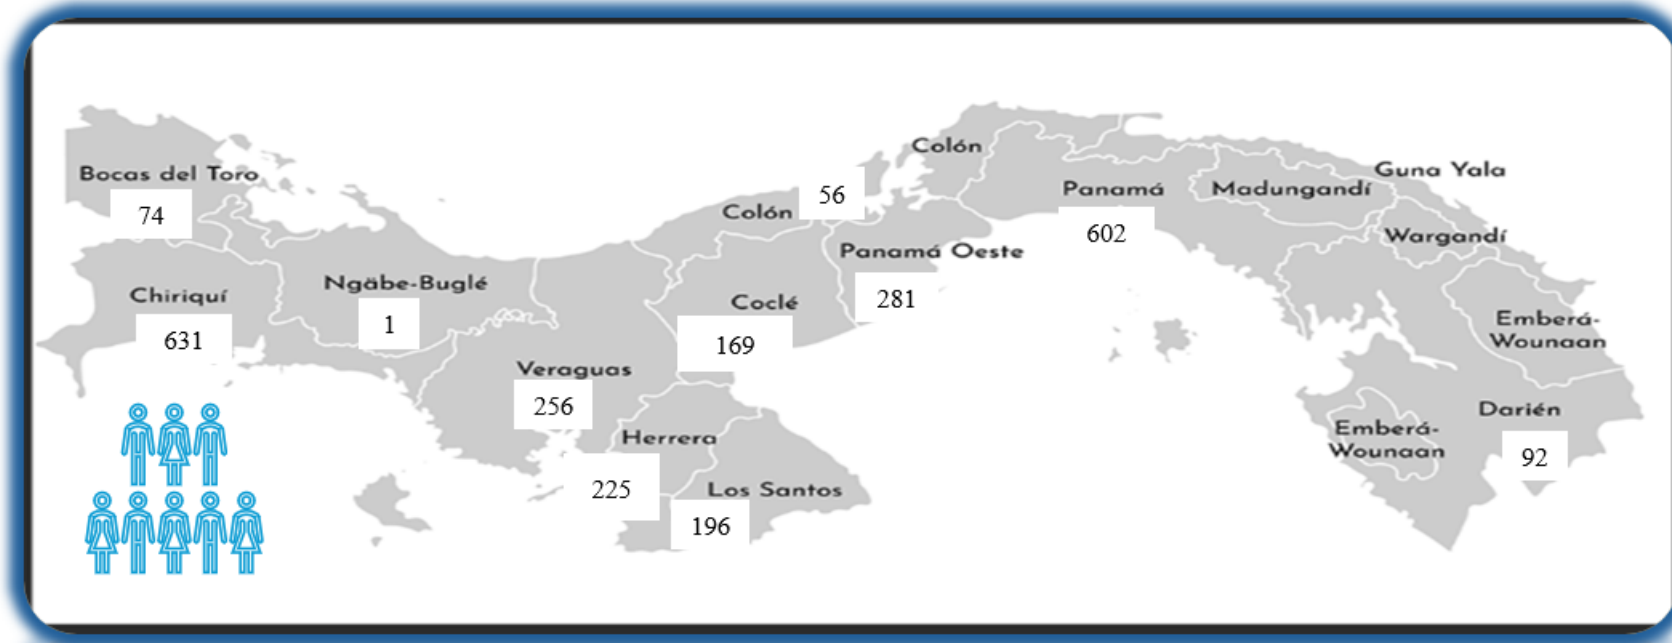 Bocas del Toro
74
Chiriquí
631
Ngäbe-Buglé
1
Veraguas
256
Herrera
225
Los Santos
196
Coclé
169
Colón
56
Colón
Panamá Oeste
281
Panamá
602
Madungandí
Guna Yala
Wargandí
Emberá-
Wounaan
Darién
92
Emberá-
Wounaan